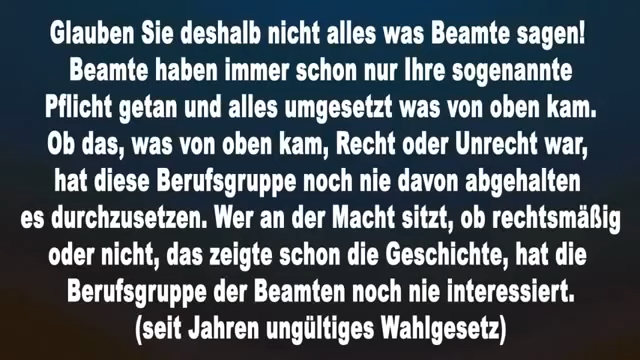 Glauben Sie deshalb nicht alles was Beamte sagen!
Beamte haben immer schon nur Ihre sogenannte
Pflicht getan und alles umgesetzt was von oben kam.
Ob das, was von oben kam, Recht oder Unrecht war,
hat diese Berufsgruppe noch nie davon abgehalten
es durchzusetzen. Wer an der Macht sitzt, ob rechtsmäßig
oder nicht, das zeigte schon die Geschichte, hat die
Berufsgruppe der Beamten noch nie interessiert.
(seit Jahren ungültiges Wahlgesetz)